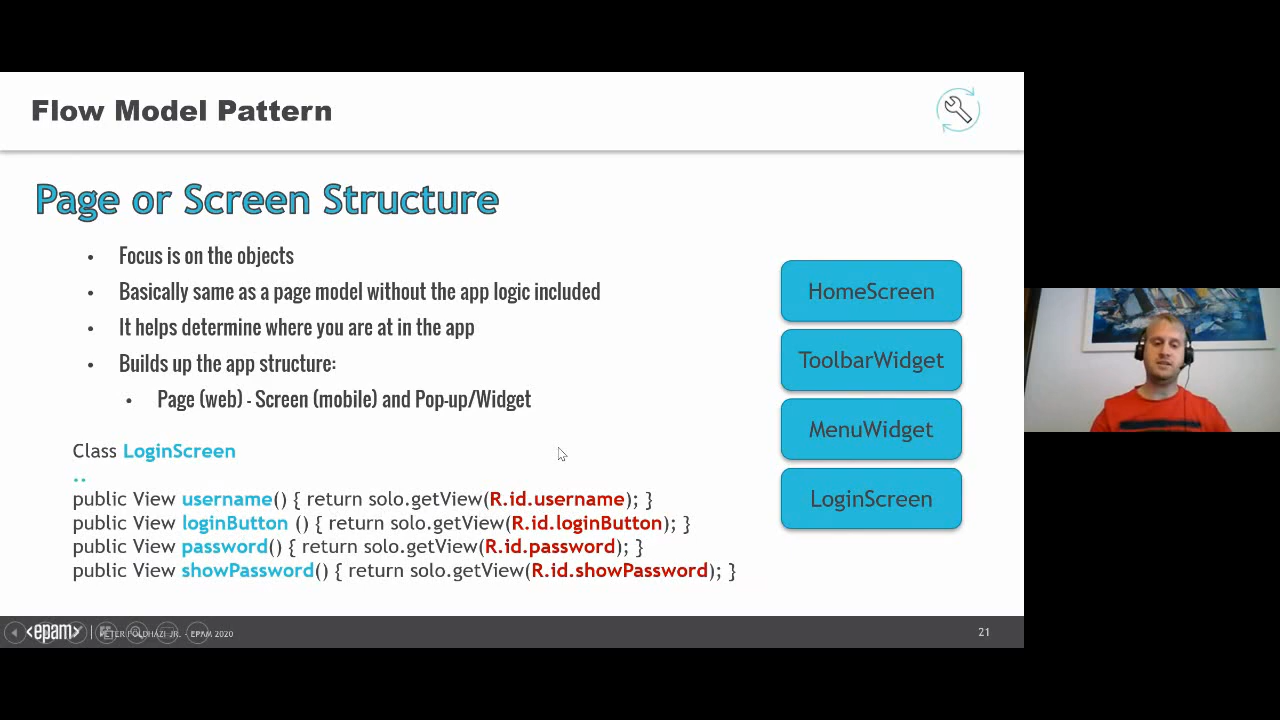 Flow Model Pattern
Page or Screen Structure
• Focus is on the objects
• Basically same as a page model without the app logic included
• It helps determine where you are at in the app
• Builds up the app structure:
• Page (web) - Screen (mobile) and Pop-up/Widget
Class LoginScreen
..
public View username() { return solo.getView(R.id.username); }
public View loginButton () { return solo.getView(R.id.loginButton); }
public View password() { return solo.getView(R.id.password); }
public View showPassword() { return solo.getView(R.id.showPassword); }
HomeScreen
ToolbarWidget
MenuWidget
LoginScreen
<epam> | PETER FOLDHAZI JR. - EPAM 2020
21